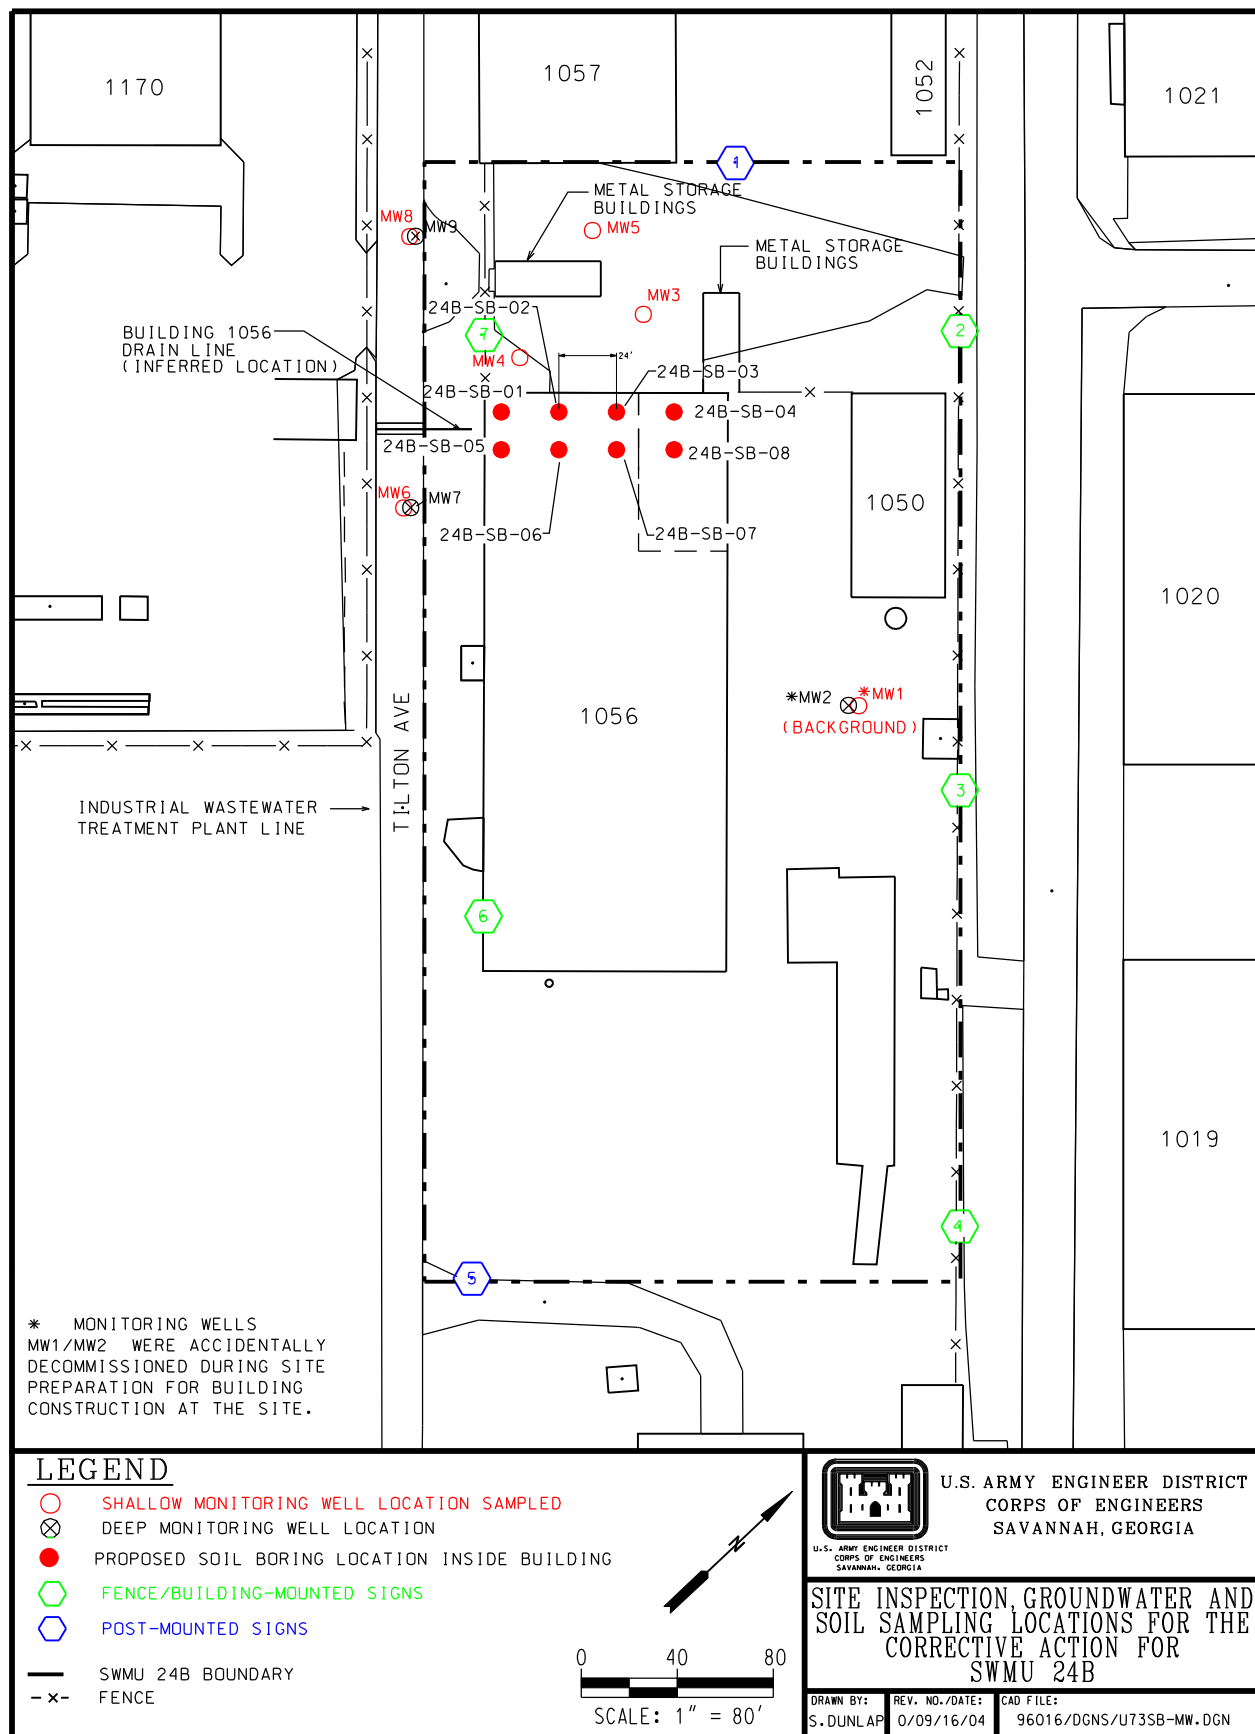 1170
1057
1052
1021
1
METAL STORAGE
BUILDINGS
MW8
MW9
MW5
METAL STORAGE
BUILDINGS
MW3
24B-SB-02
BUILDING 1056
DRAIN LINE
(INFERRED LOCATION)
7
2
MW4
24'
24B-SB-03
24B-SB-01
24B-SB-04
24B-SB-05
24B-SB-08
MW6
MW7
1050
24B-SB-06
24B-SB-07
1020
*MW2
*MW1
(BACKGROUND)
1056
TILTON AVE
3
INDUSTRIAL WASTEWATER
TREATMENT PLANT LINE
6
1019
4
5
* MONITORING WELLS
MW1/MW2 WERE ACCIDENTALLY
DECOMMISSIONED DURING SITE
PREPARATION FOR BUILDING
CONSTRUCTION AT THE SITE.
LEGEND
SHALLOW MONITORING WELL LOCATION SAMPLED
DEEP MONITORING WELL LOCATION
PROPOSED SOIL BORING LOCATION INSIDE BUILDING
FENCE/BUILDING-MOUNTED SIGNS
POST-MOUNTED SIGNS
SWMU 24B BOUNDARY
-x- FENCE
N
0 40 80
SCALE: 1" = 80'
U.S. ARMY ENGINEER DISTRICT
CORPS OF ENGINEERS
SAVANNAH, GEORGIA
U.S. ARMY ENGINEER DISTRICT
CORPS OF ENGINEERS
SAVANNAH, GEORGIA
SITE INSPECTION, GROUNDWATER AND
SOIL SAMPLING LOCATIONS FOR THE
CORRECTIVE ACTION FOR
SWMU 24B
DRAWN BY:
S.DUNLAP
REV. NO./DATE:
0/09/16/04
CAD FILE:
96016/DGNS/U73SB-MW.DGN